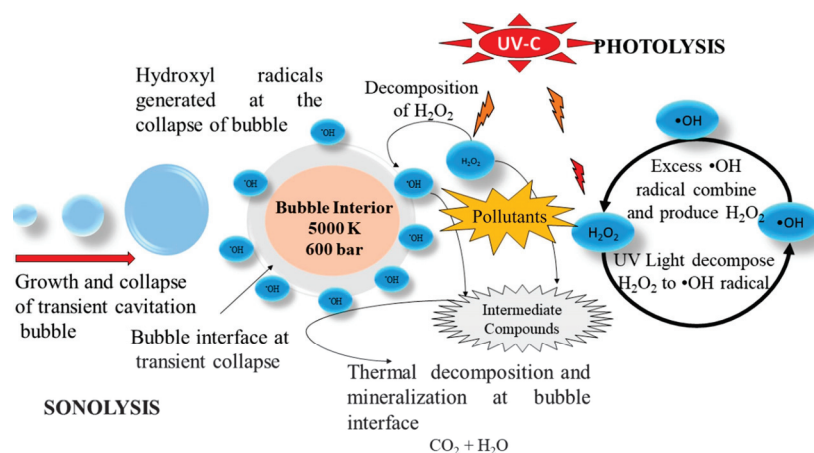 UV-C
PHOTOLYSIS
Hydroxyl radicals
generated at the
collapse of bubble
Decomposition
of H₂O₂
•OH
•OH
•OH
•OH
•OH
•OH
•OH
•OH
•OH
H₂O₂
Bubble Interior
5000 K
600 bar
Pollutants
•OH
Excess •OH
radical combine
and produce H₂O₂
H₂O₂
•OH
UV Light decompose
H₂O₂ to •OH radical
Growth and collapse
of transient cavitation
bubble
Bubble interface at
transient collapse
Intermediate
Compounds
Thermal decomposition and
mineralization at bubble
interface
CO₂ + H₂O
SONOLYSIS